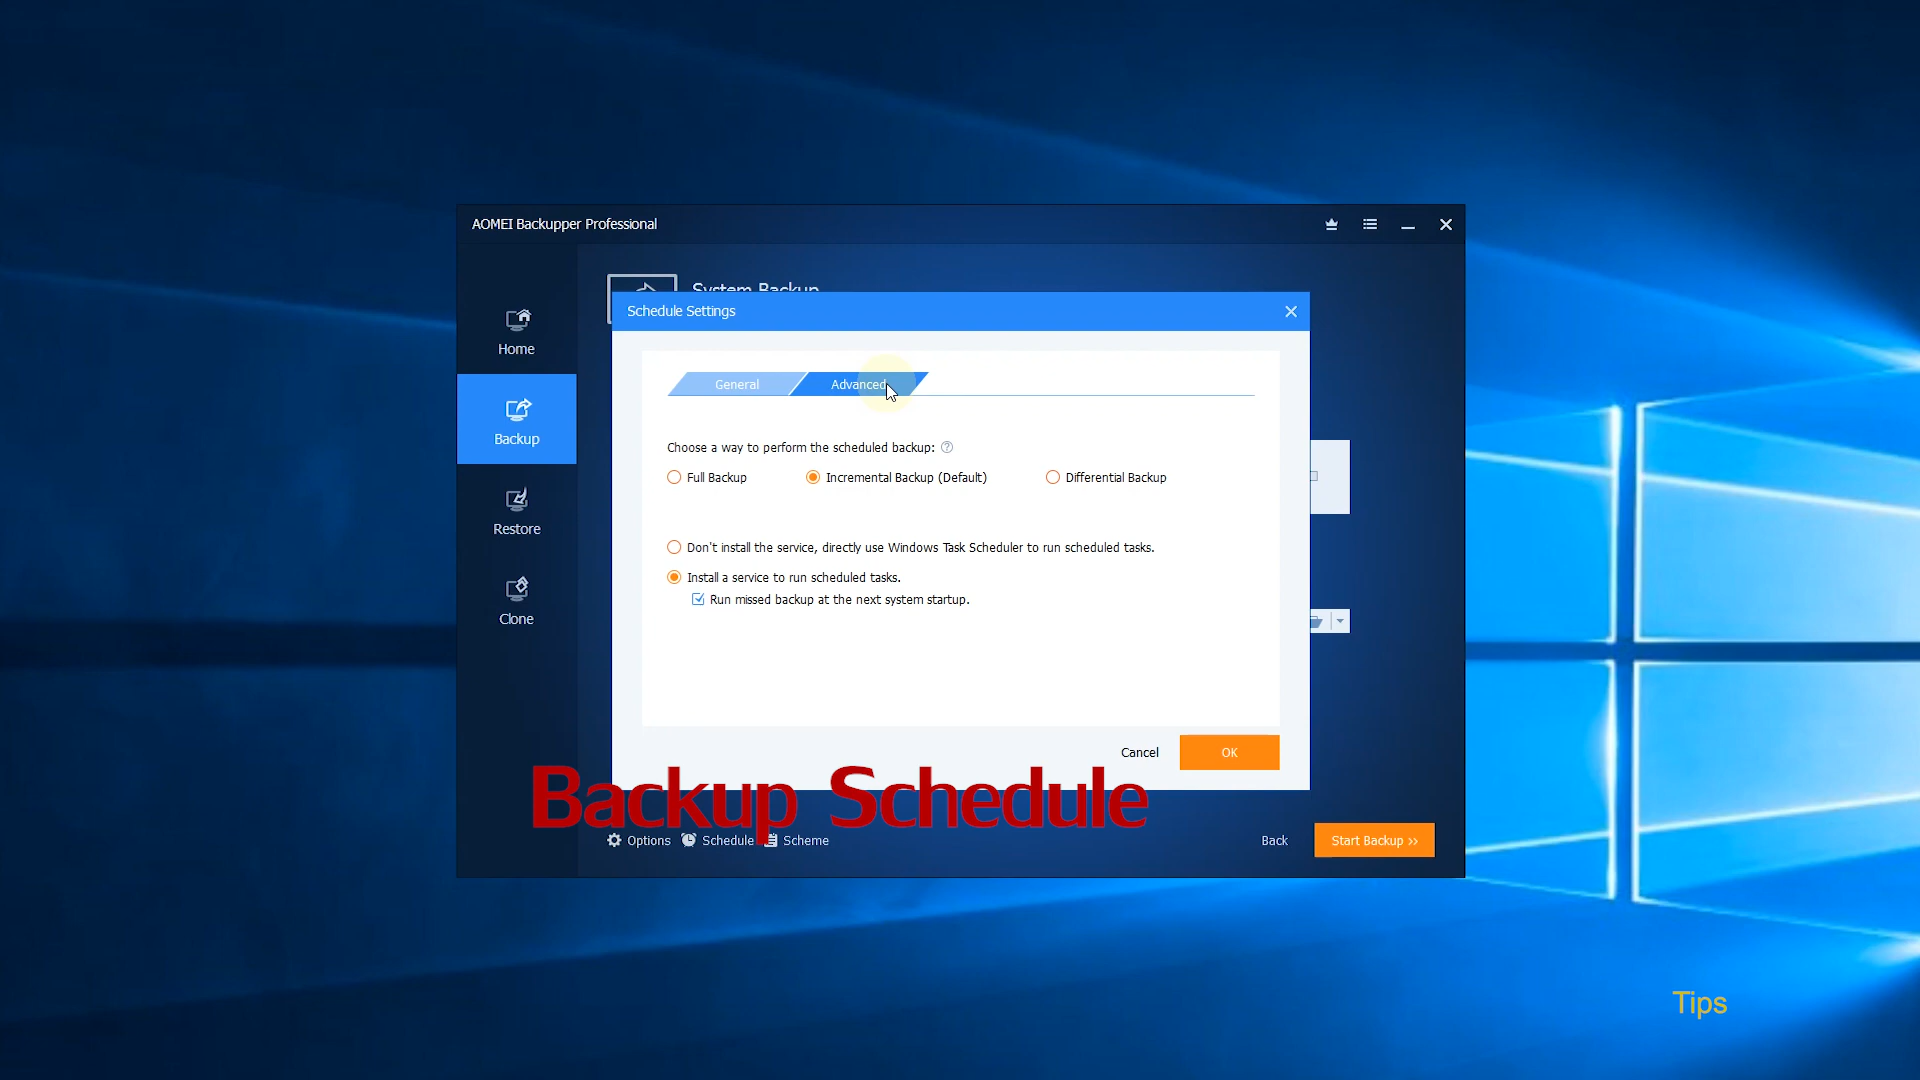 AOMEI Backupper Professional
System Backup
Schedule Settings
Home
Backup
Restore
Clone
General
Advanced
Choose a way to perform the scheduled backup: ?
Full Backup
Incremental Backup (Default)
Differential Backup
Don't install the service, directly use Windows Task Scheduler to run scheduled tasks.
Install a service to run scheduled tasks.
Run missed backup at the next system startup.
Cancel
OK
Backup Schedule
Options
Schedule
Scheme
Back
Start Backup >>
Tips